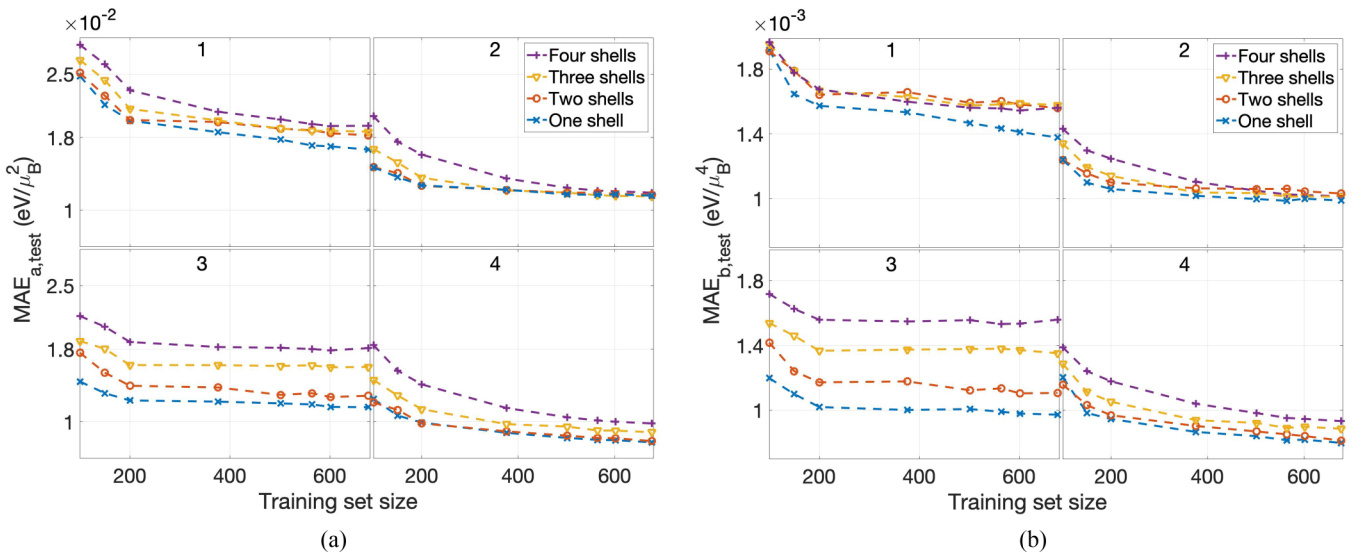 ×10⁻²
1
2
Four shells
Three shells
Two shells
One shell
2.5
1.8
1
3
4
2.5
1.8
1
MAE a,test (eV/μ_B^2)
200 400 600 200 400 600
Training set size
(a)
×10⁻³
1
2
Four shells
Three shells
Two shells
One shell
1.8
1.4
1
3
4
1.8
1.4
1
MAE b,test (eV/μ_B^4)
200 400 600 200 400 600
Training set size
(b)